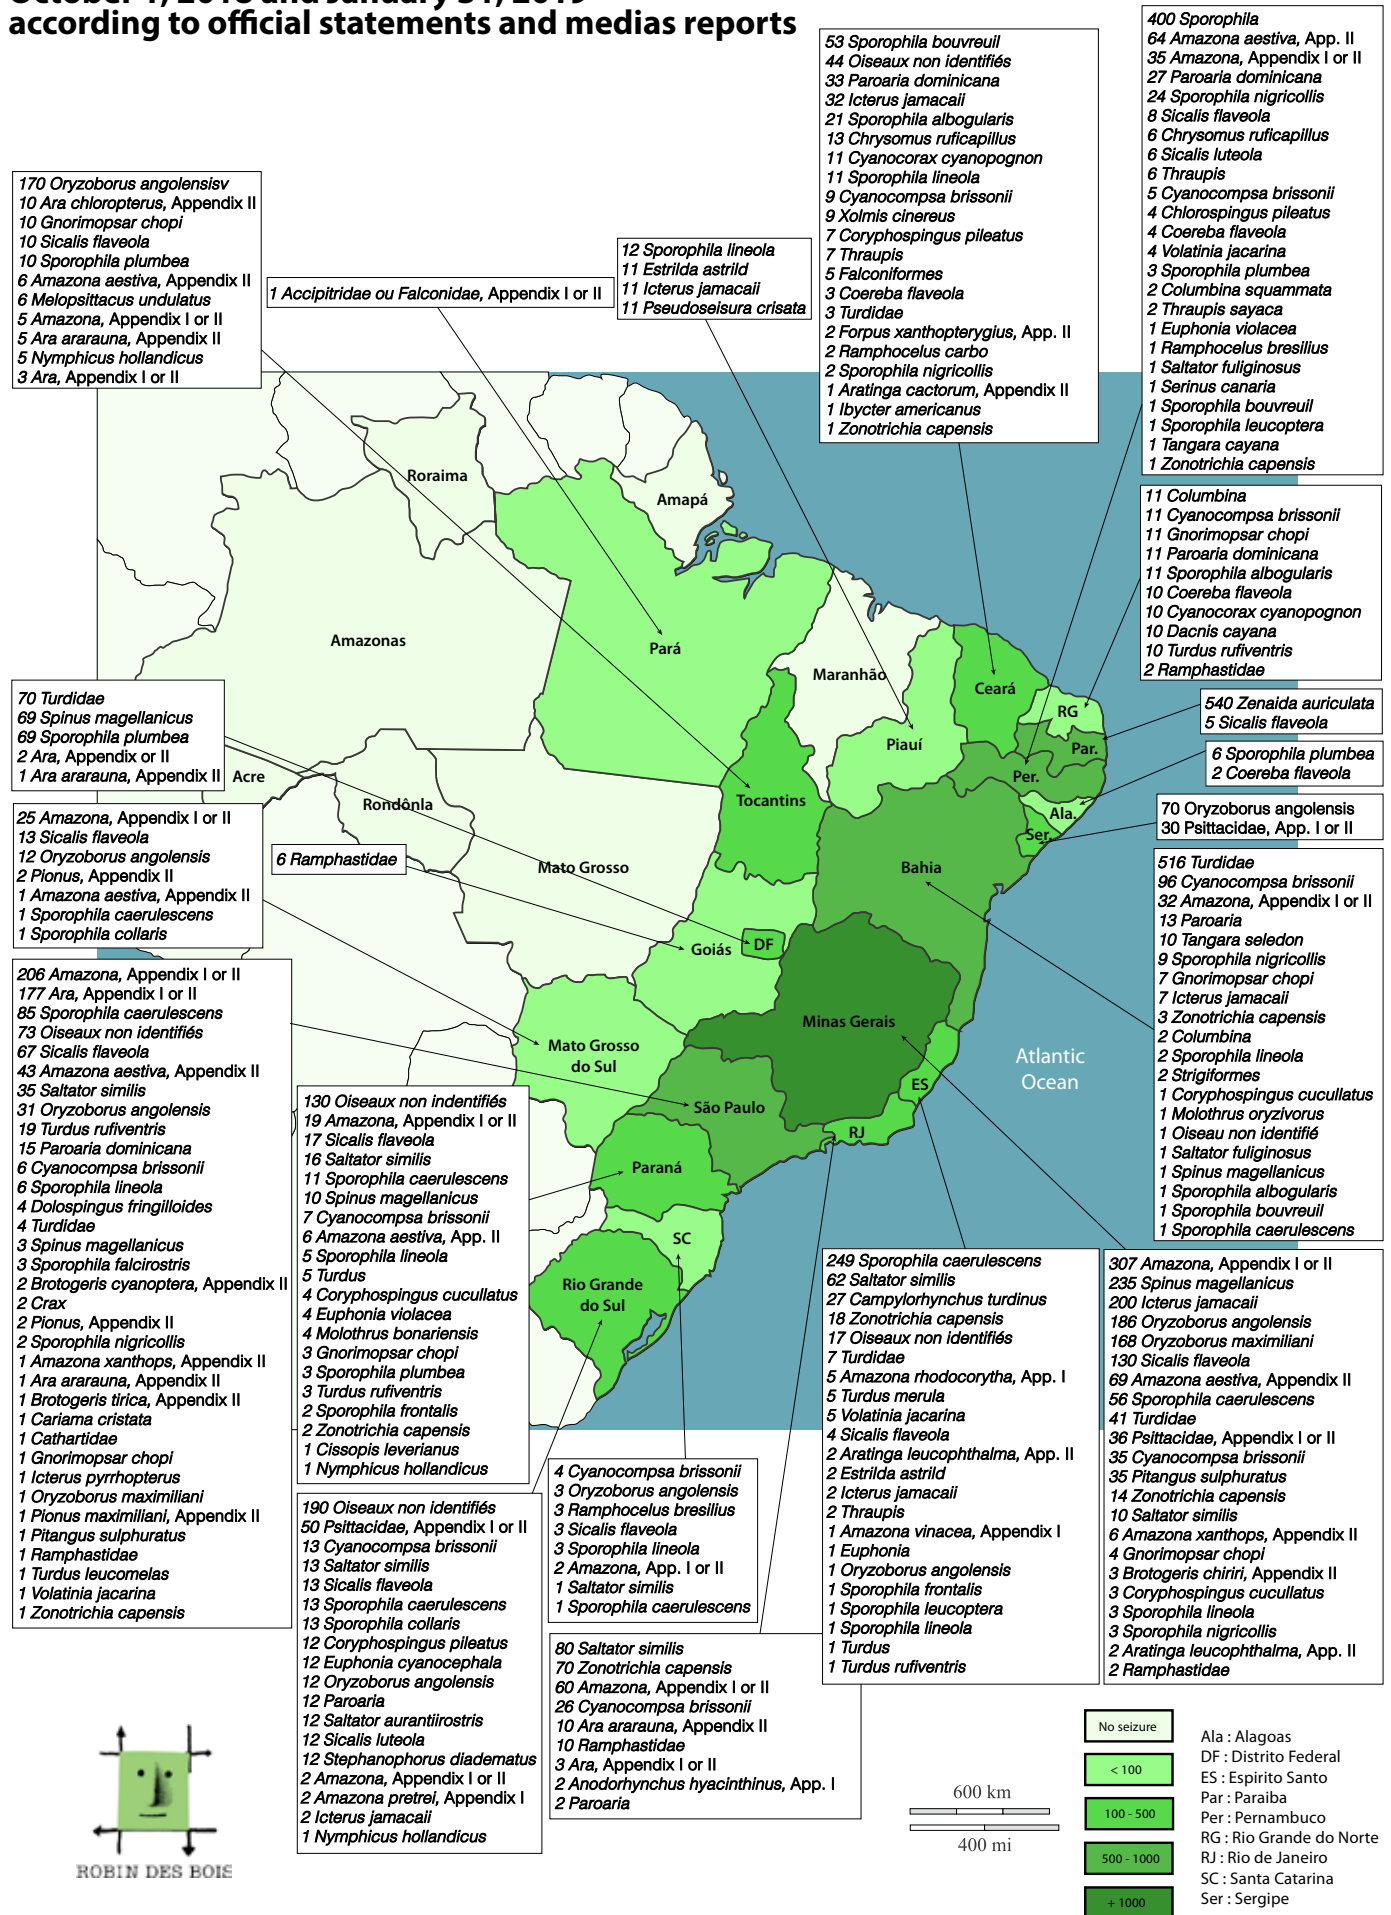 according to official statements and medias reports
53 Sporophila bouvreuil
44 Oiseaux non identifiés
33 Paroaria dominicana
32 Icterus jamacaii
21 Sporophila albogularis
13 Chrysomus ruficapillus
11 Cyanocorax cyanopognon
11 Sporophila lineola
9 Cyanocompsa brissonii
9 Xolmis cinereus
7 Coryphospingus pileatus
7 Thraupis
5 Falconiformes
3 Coereba flaveola
3 Turdidae
2 Forpus xanthopterygius, App. II
2 Ramphocelus carbo
2 Sporophila nigricollis
1 Aratinga cactorum, Appendix II
1 Ibycter americanus
1 Zonotrichia capensis
400 Sporophila
64 Amazona aestiva, App. II
35 Amazona, Appendix I or II
27 Paroaria dominicana
24 Sporophila nigricollis
8 Sicalis flaveola
6 Chrysomus ruficapillus
6 Sicalis luteola
6 Thraupis
5 Cyanocompsa brissonii
4 Chlorospingus pileatus
4 Coereba flaveola
4 Volatinia jacarina
3 Sporophila plumbea
2 Columbina squammata
2 Thraupis sayaca
1 Euphonia violacea
1 Ramphocelus bresilius
1 Saltator fuliginosus
1 Serinus canaria
1 Sporophila bouvreuil
1 Sporophila leucoptera
1 Tangara cayana
1 Zonotrichia capensis
170 Oryzoborus angolensisv
10 Ara chloropterus, Appendix II
10 Gnorimopsar chopi
10 Sicalis flaveola
10 Sporophila plumbea
6 Amazona aestiva, Appendix II
6 Melopsittacus undulatus
5 Amazona, Appendix I or II
5 Ara ararauna, Appendix II
5 Nymphicus hollandicus
3 Ara, Appendix I or II
1 Accipitridae ou Falconidae, Appendix I or II
12 Sporophila lineola
11 Estrilda astrild
11 Icterus jamacaii
11 Pseudoseisura crisata
11 Columbina
11 Cyanocompsa brissonii
11 Gnorimopsar chopi
11 Paroaria dominicana
11 Sporophila albogularis
10 Coereba flaveola
10 Cyanocorax cyanopognon
10 Dacnis cayana
10 Turdus rufiventris
2 Ramphastidae
540 Zenaida auriculata
5 Sicalis flaveola
6 Sporophila plumbea
2 Coereba flaveola
70 Oryzoborus angolensis
30 Psittacidae, App. I or II
516 Turdidae
96 Cyanocompsa brissonii
32 Amazona, Appendix I or II
13 Paroaria
10 Tangara seledon
9 Sporophila nigricollis
7 Gnorimopsar chopi
7 Icterus jamacaii
3 Zonotrichia capensis
2 Columbina
2 Sporophila lineola
2 Strigiformes
1 Coryphospingus cucullatus
1 Molothrus oryzivorus
1 Oiseau non identifié
1 Saltator fuliginosus
1 Spinus magellanicus
1 Sporophila albogularis
1 Sporophila bouvreuil
1 Sporophila caerulescens
Roraima
Amapá
Amazonas
Pará
Maranhão
Ceará
RG
Par.
Piauí
Per.
Acre
Rondônla
Tocantins
Ala.
Ser.
Mato Grosso
Bahia
Goiás
DF
Minas Gerais
Mato Grosso
do Sul
Atlantic
Ocean
ES
São Paulo
RJ
Paraná
SC
Rio Grande
do Sul
70 Turdidae
69 Spinus magellanicus
69 Sporophila plumbea
2 Ara, Appendix or II
1 Ara ararauna, Appendix II
25 Amazona, Appendix I or II
13 Sicalis flaveola
12 Oryzoborus angolensis
2 Pionus, Appendix II
1 Amazona aestiva, Appendix II
1 Sporophila caerulescens
1 Sporophila collaris
6 Ramphastidae
206 Amazona, Appendix I or II
177 Ara, Appendix I or II
85 Sporophila caerulescens
73 Oiseaux non identifiés
67 Sicalis flaveola
43 Amazona aestiva, Appendix II
35 Saltator similis
31 Oryzoborus angolensis
19 Turdus rufiventris
15 Paroaria dominicana
6 Cyanocompsa brissonii
6 Sporophila lineola
4 Dolospingus fringilloides
4 Turdidae
3 Spinus magellanicus
3 Sporophila falcirostris
2 Brotogeris cyanoptera, Appendix II
2 Crax
2 Pionus, Appendix II
2 Sporophila nigricollis
1 Amazona xanthops, Appendix II
1 Ara ararauna, Appendix II
1 Brotogeris tirica, Appendix II
1 Cariama cristata
1 Cathartidae
1 Gnorimopsar chopi
1 Icterus pyrrhopterus
1 Oryzoborus maximiliani
1 Pionus maximiliani, Appendix II
1 Pitangus sulphuratus
1 Ramphastidae
1 Turdus leucomelas
1 Volatinia jacarina
1 Zonotrichia capensis
130 Oiseaux non indentifiés
19 Amazona, Appendix I or II
17 Sicalis flaveola
16 Saltator similis
11 Sporophila caerulescens
10 Spinus magellanicus
7 Cyanocompsa brissonii
6 Amazona aestiva, App. II
5 Sporophila lineola
5 Turdus
4 Coryphospingus cucullatus
4 Euphonia violacea
4 Molothrus bonariensis
3 Gnorimopsar chopi
3 Sporophila plumbea
3 Turdus rufiventris
2 Sporophila frontalis
2 Zonotrichia capensis
1 Cissopis leverianus
1 Nymphicus hollandicus
190 Oiseaux non identifiés
50 Psittacidae, Appendix I or II
13 Cyanocompsa brissonii
13 Saltator similis
13 Sicalis flaveola
13 Sporophila caerulescens
13 Sporophila collaris
12 Coryphospingus pileatus
12 Euphonia cyanocephala
12 Oryzoborus angolensis
12 Paroaria
12 Saltator aurantiirostris
12 Sicalis luteola
12 Stephanophorus diadematus
2 Amazona, Appendix I or II
2 Amazona pretrei, Appendix I
2 Icterus jamacaii
1 Nymphicus hollandicus
4 Cyanocompsa brissonii
3 Oryzoborus angolensis
3 Ramphocelus bresilius
3 Sicalis flaveola
3 Sporophila lineola
2 Amazona, App. I or II
1 Saltator similis
1 Sporophila caerulescens
80 Saltator similis
70 Zonotrichia capensis
60 Amazona, Appendix I or II
26 Cyanocompsa brissonii
10 Ara ararauna, Appendix II
10 Ramphastidae
3 Ara, Appendix I or II
2 Anodorhynchus hyacinthinus, App. I
2 Paroaria
249 Sporophila caerulescens
62 Saltator similis
27 Campylorhynchus turdinus
18 Zonotrichia capensis
17 Oiseaux non identifiés
7 Turdidae
5 Amazona rhodocorytha, App. I
5 Turdus merula
5 Volatinia jacarina
4 Sicalis flaveola
2 Aratinga leucophthalma, App. II
2 Estrilda astrild
2 Icterus jamacaii
2 Thraupis
1 Amazona vinacea, Appendix I
1 Euphonia
1 Oryzoborus angolensis
1 Sporophila frontalis
1 Sporophila leucoptera
1 Sporophila lineola
1 Turdus
1 Turdus rufiventris
307 Amazona, Appendix I or II
235 Spinus magellanicus
200 Icterus jamacaii
186 Oryzoborus angolensis
168 Oryzoborus maximiliani
130 Sicalis flaveola
69 Amazona aestiva, Appendix II
56 Sporophila caerulescens
41 Turdidae
36 Psittacidae, Appendix I or II
35 Cyanocompsa brissonii
35 Pitangus sulphuratus
14 Zonotrichia capensis
10 Saltator similis
6 Amazona xanthops, Appendix II
4 Gnorimopsar chopi
3 Brotogeris chiriri, Appendix II
3 Coryphospingus cucullatus
3 Sporophila lineola
3 Sporophila nigricollis
2 Aratinga leucophthalma, App. II
2 Ramphastidae
ROBIN DES BOIS
600 km
400 mi
No seizure
< 100
100 - 500
500 - 1000
+ 1000
Ala : Alagoas
DF : Distrito Federal
ES : Espirito Santo
Par : Paraiba
Per : Pernambuco
RG : Rio Grande do Norte
RJ : Rio de Janeiro
SC : Santa Catarina
Ser : Sergipe